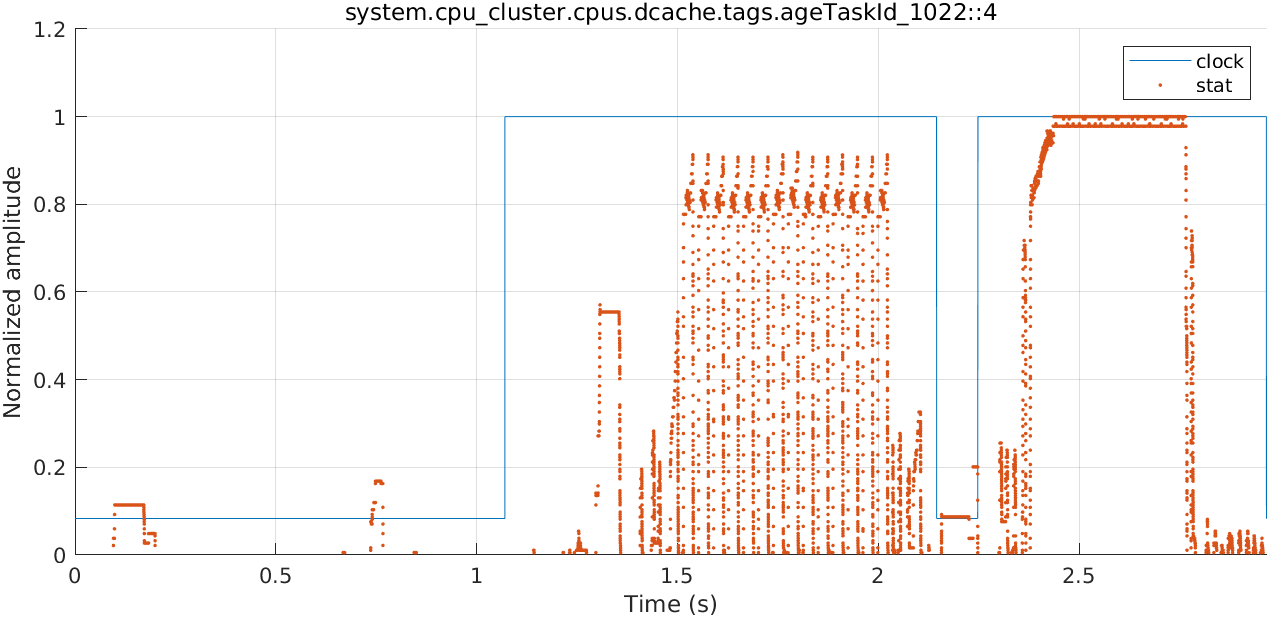 system.cpu_cluster.cpus.dcache.tags.ageTaskId_1022::4
1.2
1
0.8
0.6
0.4
0.2
0
Normalized amplitude
clock
stat
0 0.5 1 1.5 2 2.5
Time (s)